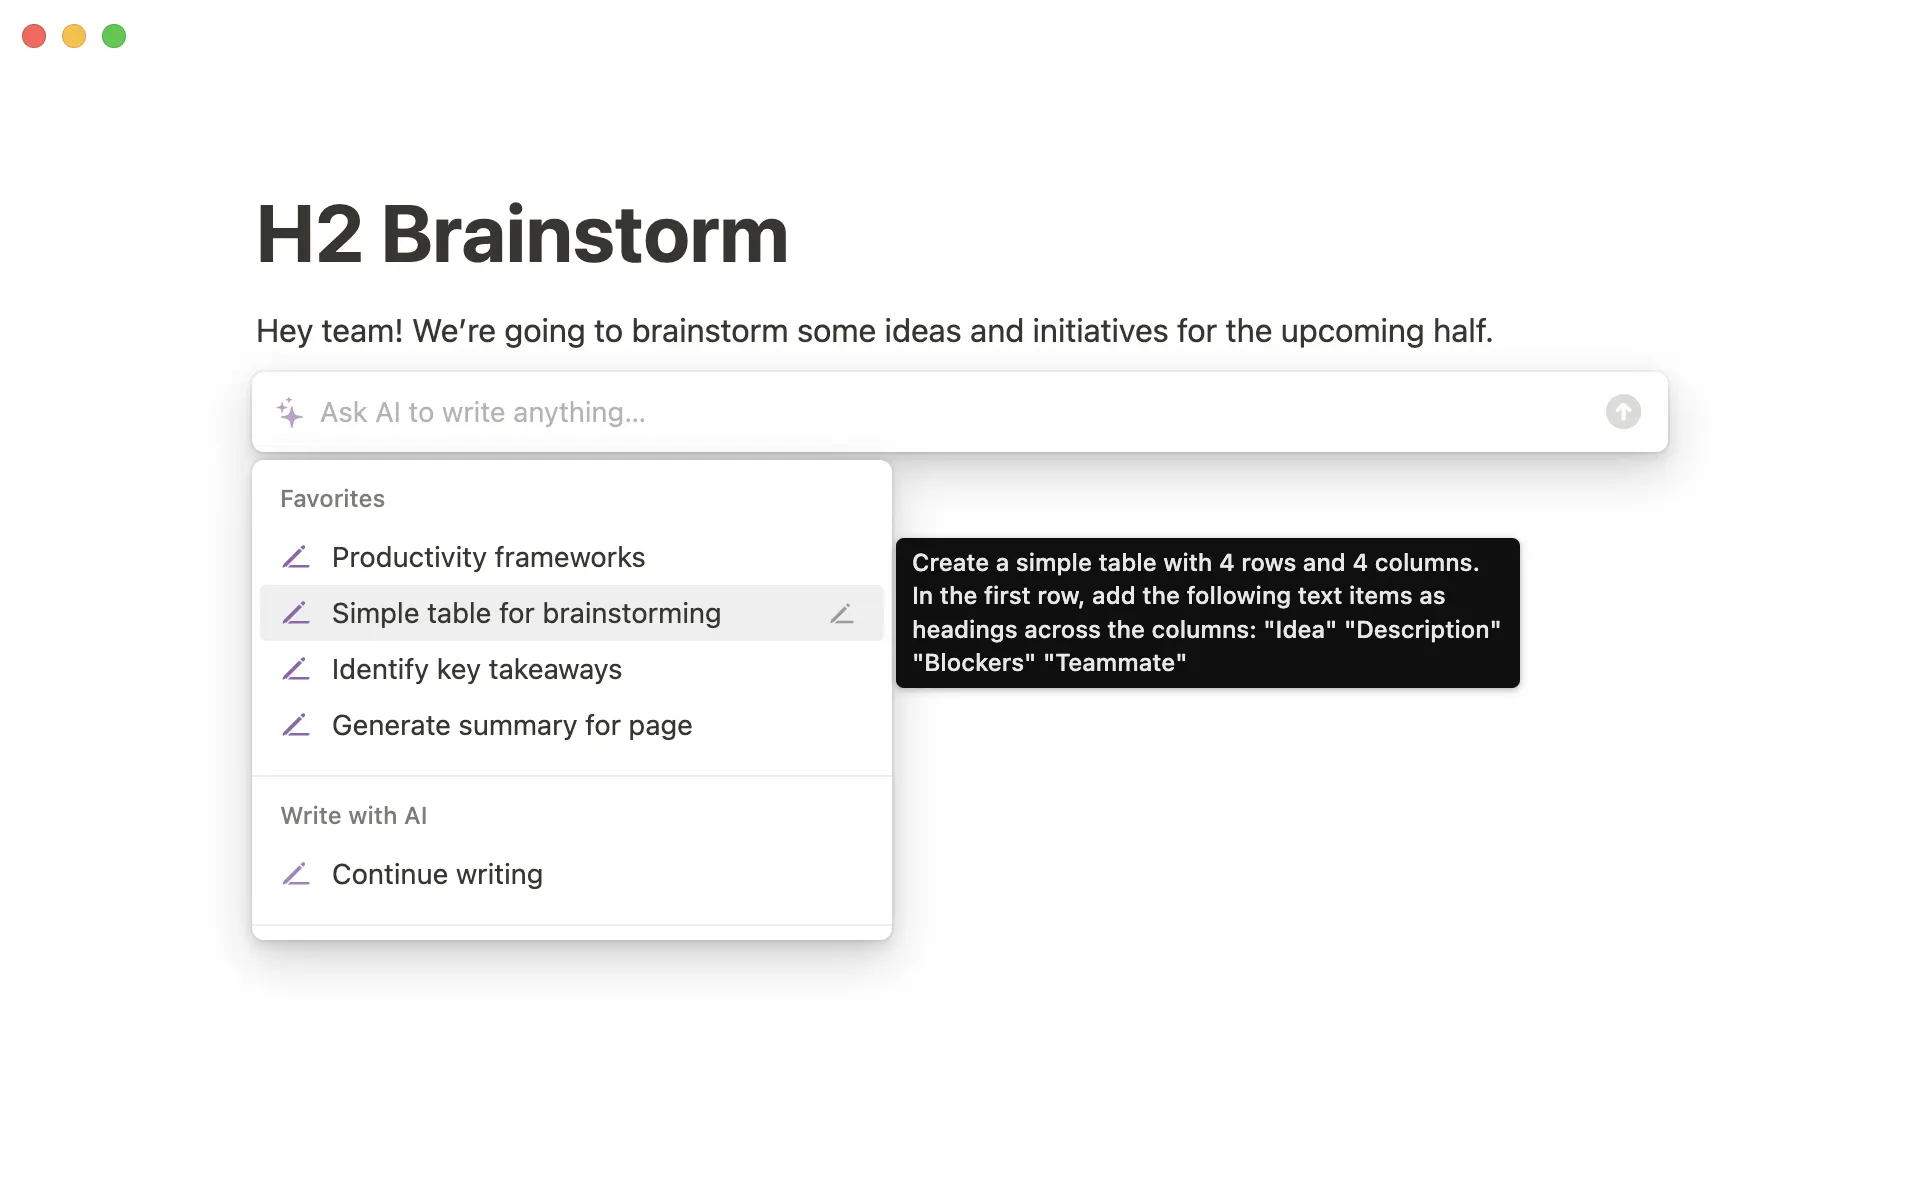 H2 Brainstorm
Hey team! We’re going to brainstorm some ideas and initiatives for the upcoming half.
Ask AI to write anything...
Favorites
Productivity frameworks
Simple table for brainstorming
Identify key takeaways
Generate summary for page
Create a simple table with 4 rows and 4 columns.
In the first row, add the following text items as
headings across the columns: "Idea" "Description"
"Blockers" "Teammate"
Write with AI
Continue writing